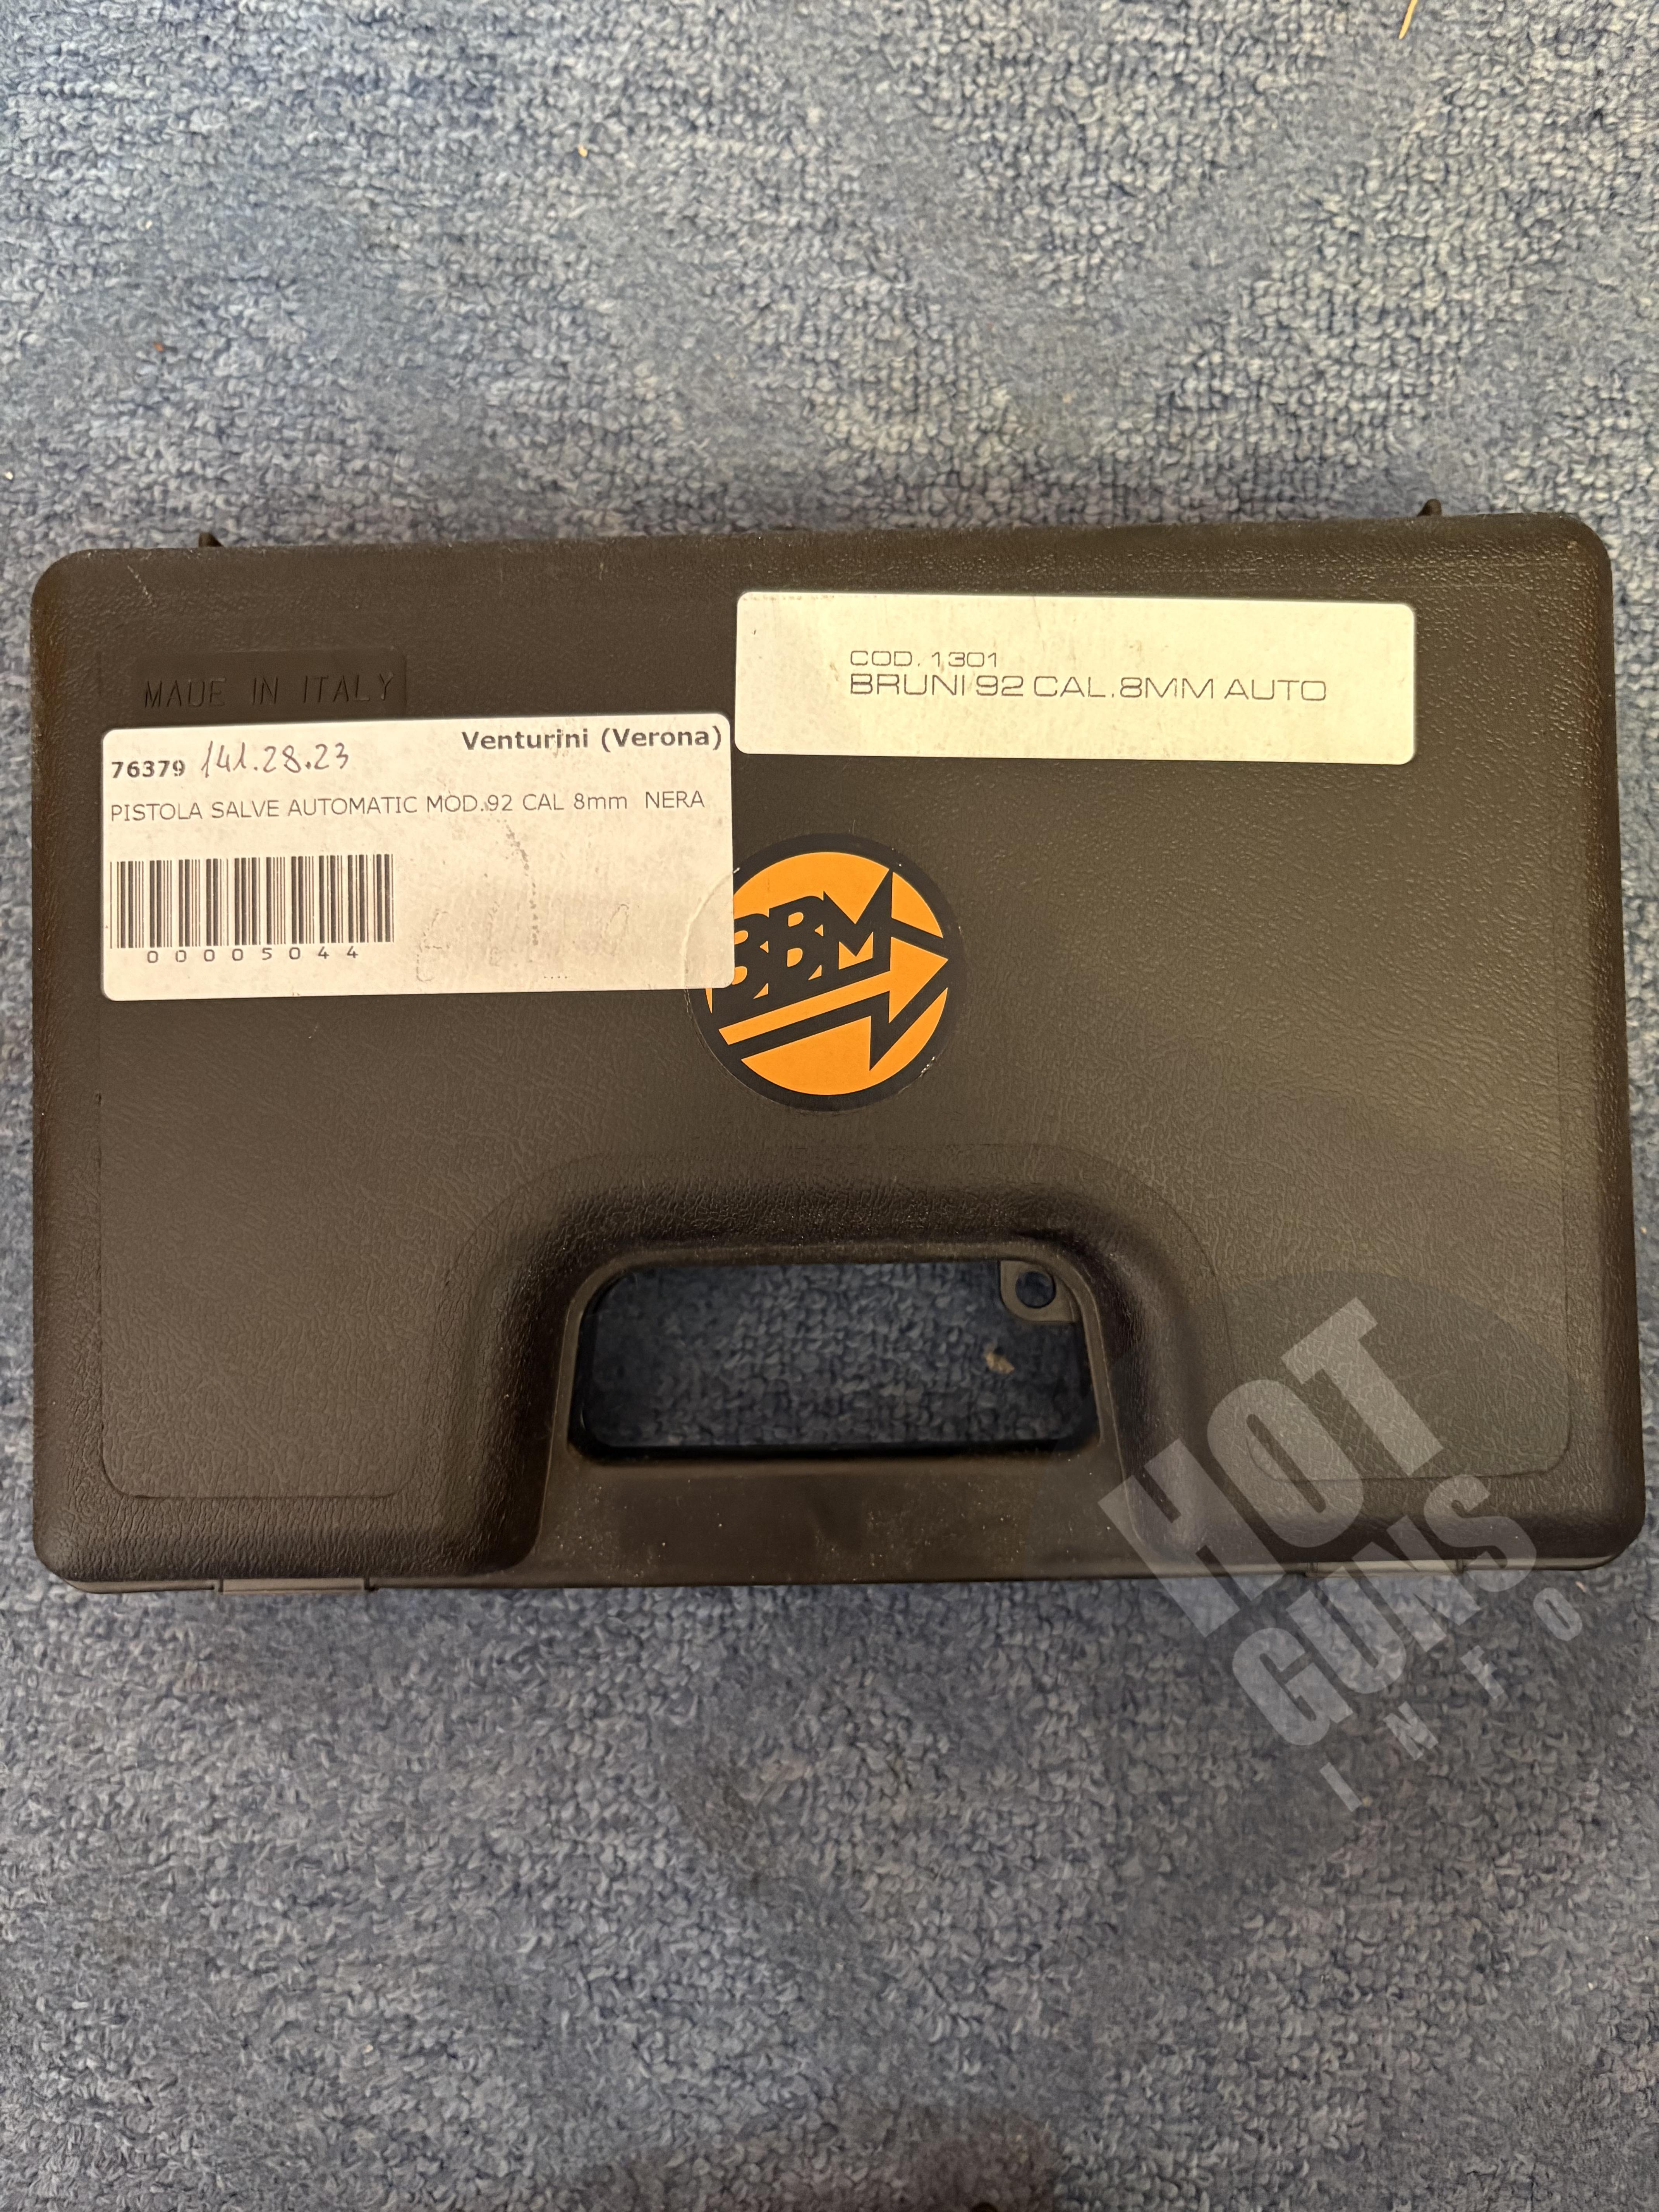 MADE IN ITALY
COD. 1301
BRUNI 92 CAL.8MM AUTO
Venturini (Verona)
76379 141.28.23
PISTOLA SALVE AUTOMATIC MOD.92 CAL 8mm NERA
00005044
BBM
HOT
GUNS
INFO